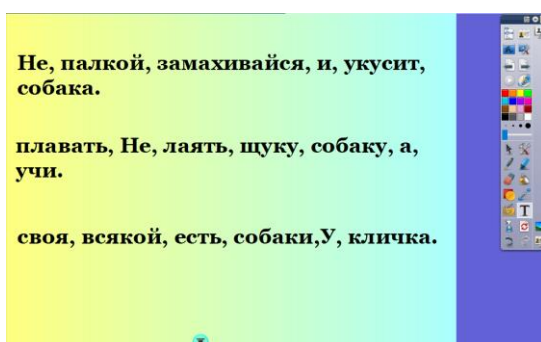 Не, палкой, замахивайся, и, укусит,
собака.
плавать, Не, лаять, щуку, собаку, а,
учи.
своя, всякой, есть, собаки,У, кличка.